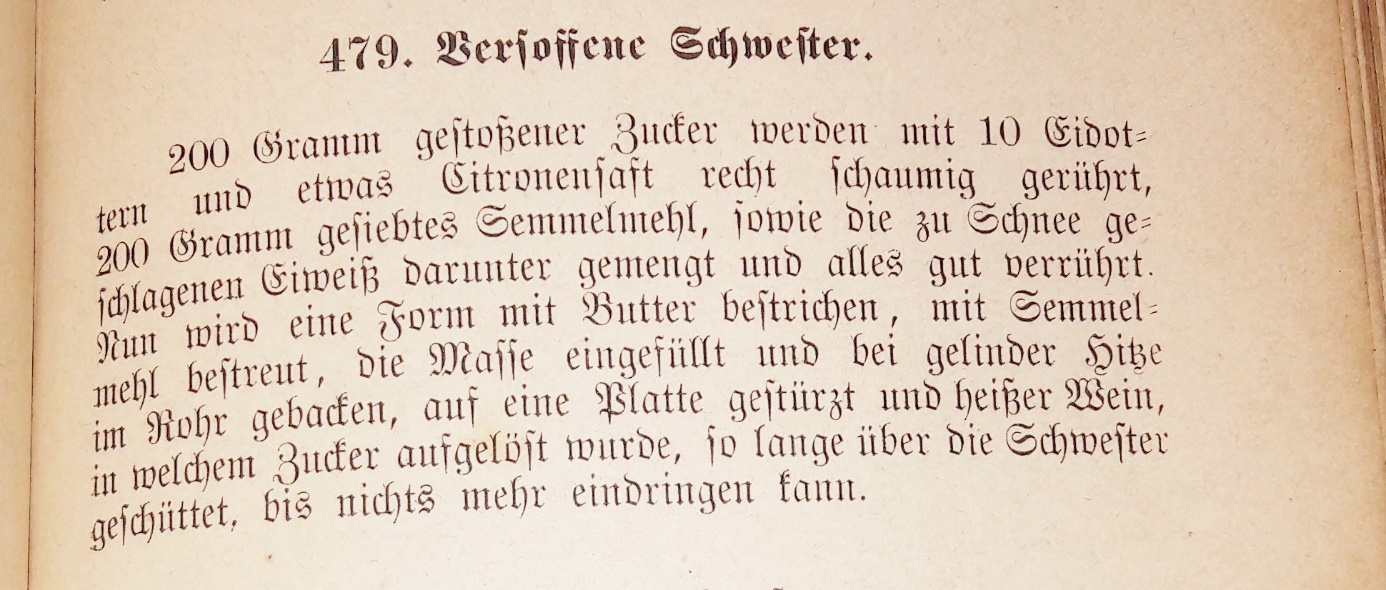 479. Versoffene Schwester.
200 Gramm gestoßener Zucker werden mit 10 Eidot-
tern und etwas Citronensaft recht schaumig gerührt,
200 Gramm gesiebtes Semmelmehl, sowie die zu Schnee ge-
schlagenen Eiweiß darunter gemengt und alles gut verrührt.
Nun wird eine Form mit Butter bestrichen, mit Semmel-
mehl bestreut, die Masse eingefüllt und bei gelinder Hitze
im Rohr gebacken, auf eine Platte gestürzt und heißer Wein,
in welchem Zucker aufgelöst wurde, so lange über die Schwester
geschüttet, bis nichts mehr eindringen kann.